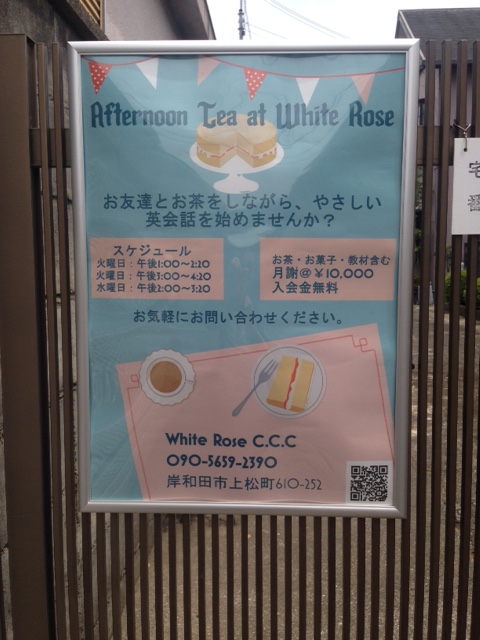 Afternoon Tea at White Rose
お友達とお茶をしながら、やさしい
英会話を始めませんか？
スケジュール
火曜日：午後1:00～2:20
火曜日：午後3:00～4:20
水曜日：午後2:00～3:20
お茶・お菓子・教材含む
月謝@￥10,000
入会金無料
お気軽にお問い合わせください。
White Rose C.C.C
090-5659-2390
岸和田市上松町610-252
宅